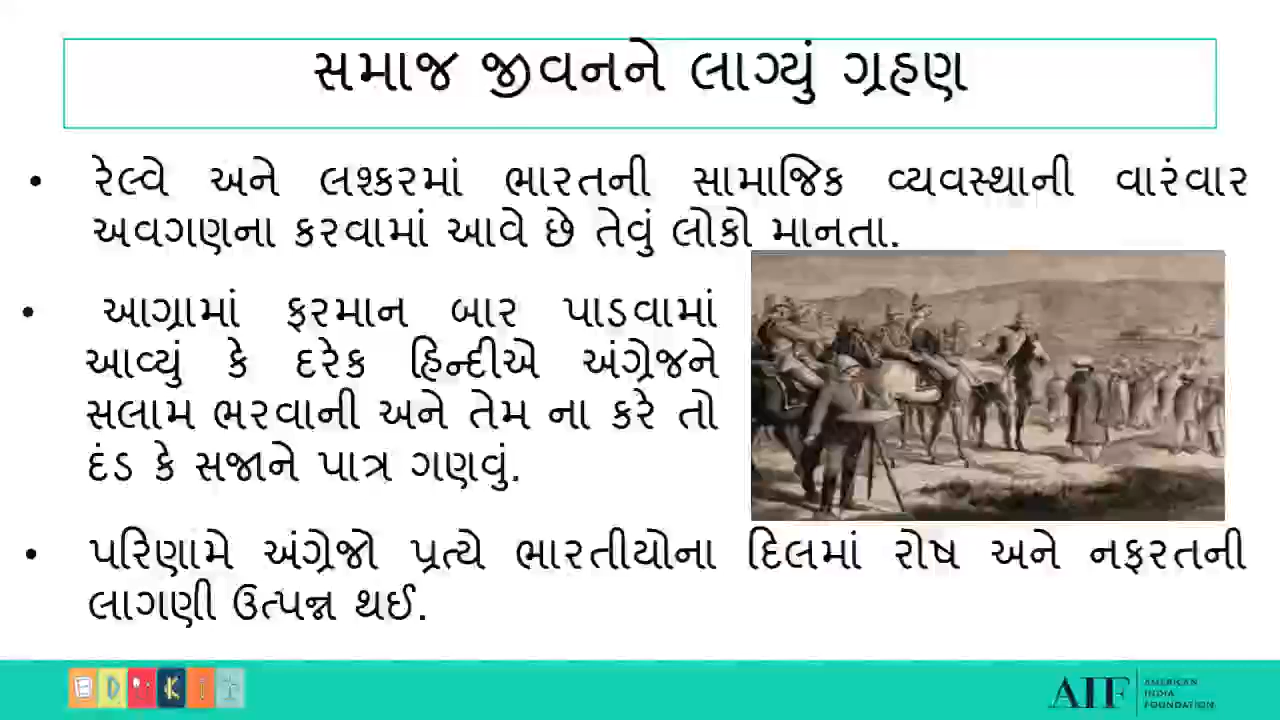 સમાજ જીવનને લાગ્યું ગ્રહણ
• રેલ્વે અને લશ્કરમાં ભારતની સામાજિક વ્યવસ્થાની વારંવાર
અવગણના કરવામાં આવે છે તેવું લોકો માનતા.
• આગ્રામાં ફરમાન બાર પાડવામાં
આવ્યું કે દરેક હિન્દીએ અંગ્રેજને
સલામ ભરવાની અને તેમ ના કરે તો
દંડ કે સજાને પાત્ર ગણવું.
• પરિણામે અંગ્રેજો પ્રત્યે ભારતીયોના દિલમાં રોષ અને નફરતની
લાગણી ઉત્પન્ન થઈ.
EDUKIT
AIF AMERICAN
INDIA
FOUNDATION